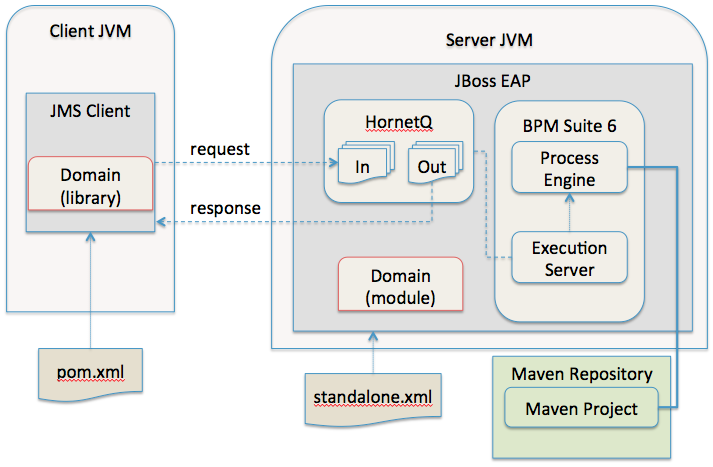 Client JVM
JMS Client
Domain
(library)
pom.xml
request
response
Server JVM
JBoss EAP
HornetQ
In
Out
BPM Suite 6
Process
Engine
Execution
Server
Domain
(module)
standalone.xml
Maven Repository
Maven Project